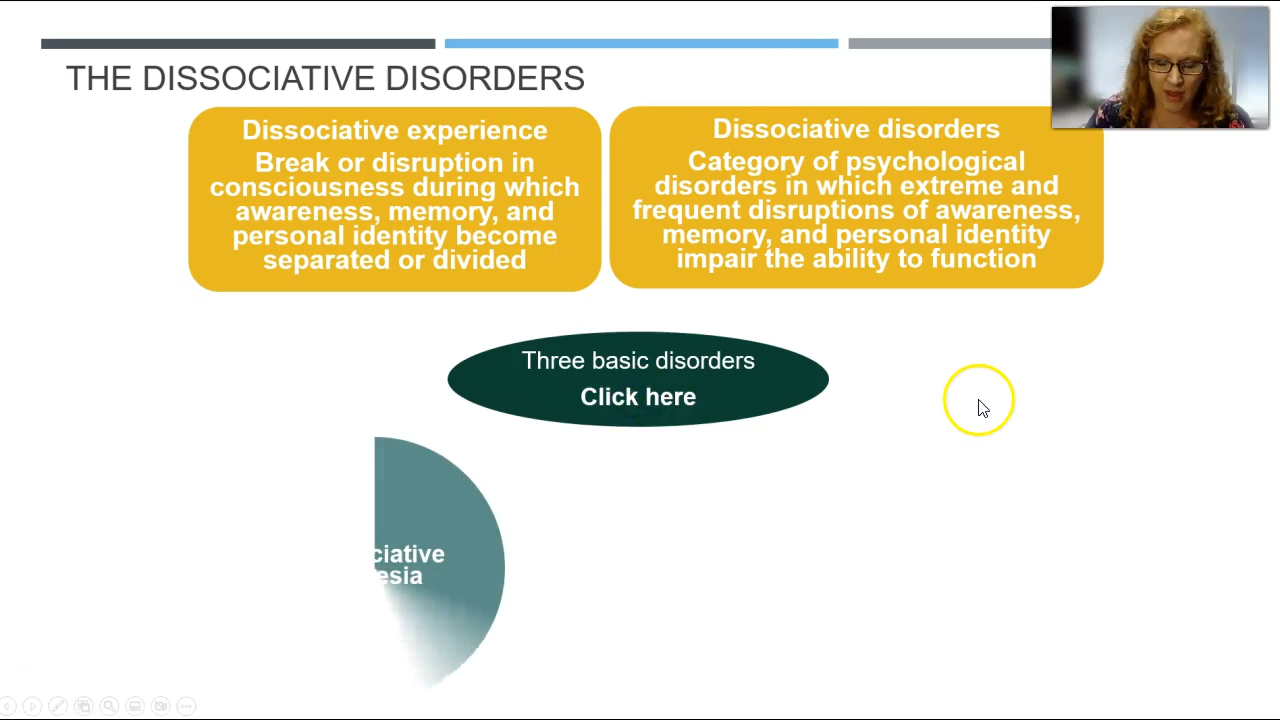 THE DISSOCIATIVE DISORDERS
Dissociative experience
Break or disruption in
consciousness during which
awareness, memory, and
personal identity become
separated or divided
Dissociative disorders
Category of psychological
disorders in which extreme and
frequent disruptions of awareness,
memory, and personal identity
impair the ability to function
Three basic disorders
Click here
ciative
esia